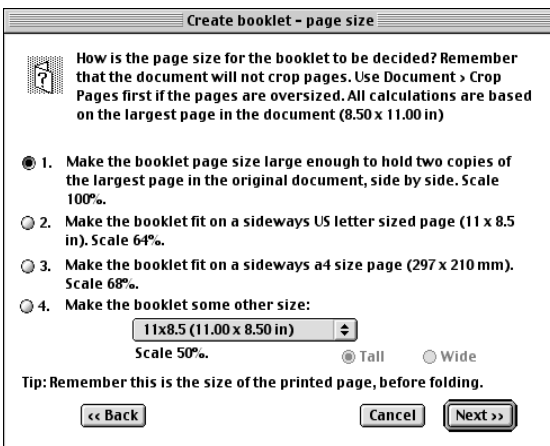 Create booklet - page size
How is the page size for the booklet to be decided? Remember
that the document will not crop pages. Use Document > Crop
Pages first if the pages are oversized. All calculations are based
on the largest page in the document (8.50 x 11.00 in)
1. Make the booklet page size large enough to hold two copies of
the largest page in the original document, side by side. Scale
100%.
2. Make the booklet fit on a sideways US letter sized page (11 x 8.5
in). Scale 64%.
3. Make the booklet fit on a sideways a4 size page (297 x 210 mm).
Scale 68%.
4. Make the booklet some other size:
11x8.5 (11.00 x 8.50 in)
Scale 50%. Tall Wide
Tip: Remember this is the size of the printed page, before folding.
<< Back Cancel Next >>